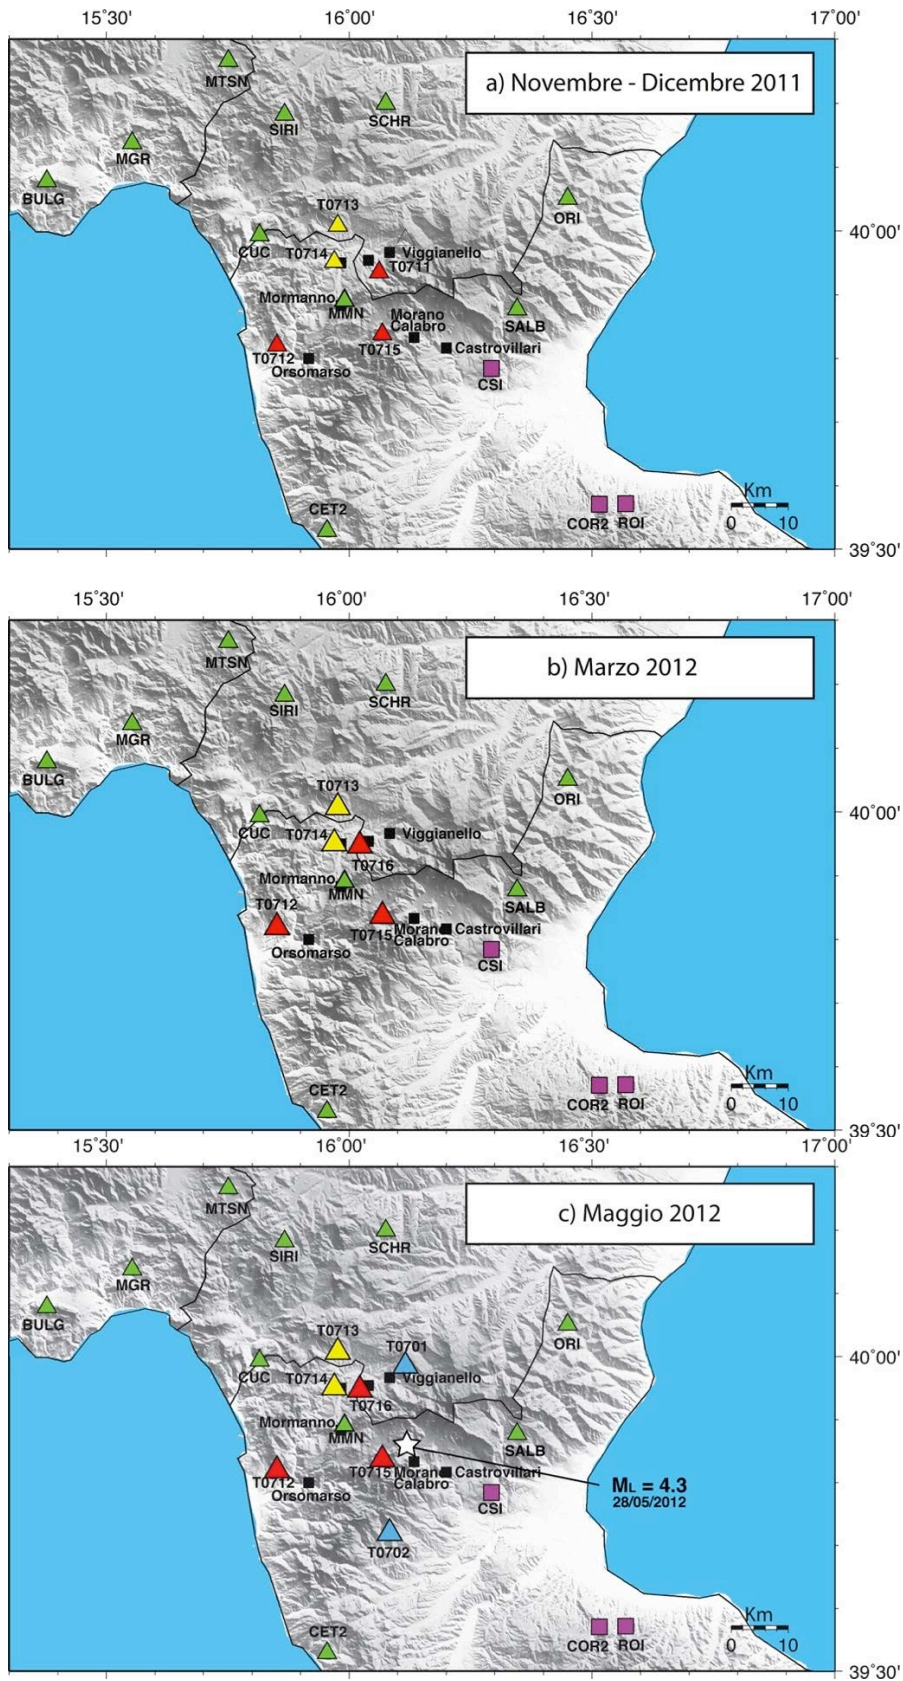 15˚30' 16˚00' 16˚30' 17˚00'
a) Novembre - Dicembre 2011
MTSN
SCHR
SIRI
MGR
BULG
T0713
ORI
40˚00'
CUC
T0714
Viggianello
T0711
Mormanno
MMN
Morano
Calabro
SALB
T0712
T0715
Castrovillari
Orsomarso
CSI
Km
CET2
COR2
ROI
0 10
39˚30'
15˚30' 16˚00' 16˚30' 17˚00'
b) Marzo 2012
MTSN
SCHR
SIRI
MGR
BULG
T0713
ORI
40˚00'
CUC
T0714
Viggianello
T0716
Mormanno
MMN
T0712
SALB
T0715
Morano
Calabro
Castrovillari
Orsomarso
CSI
Km
CET2
COR2
ROI
0 10
39˚30'
15˚30' 16˚00' 16˚30' 17˚00'
c) Maggio 2012
MTSN
SCHR
SIRI
MGR
BULG
T0713
T0701
ORI
40˚00'
CUC
T0714
Viggianello
T0716
Mormanno
MMN
SALB
T0712
T0715
Morano
Calabro
Castrovillari
ML = 4.3
28/05/2012
Orsomarso
CSI
T0702
Km
CET2
COR2
ROI
0 10
39˚30'